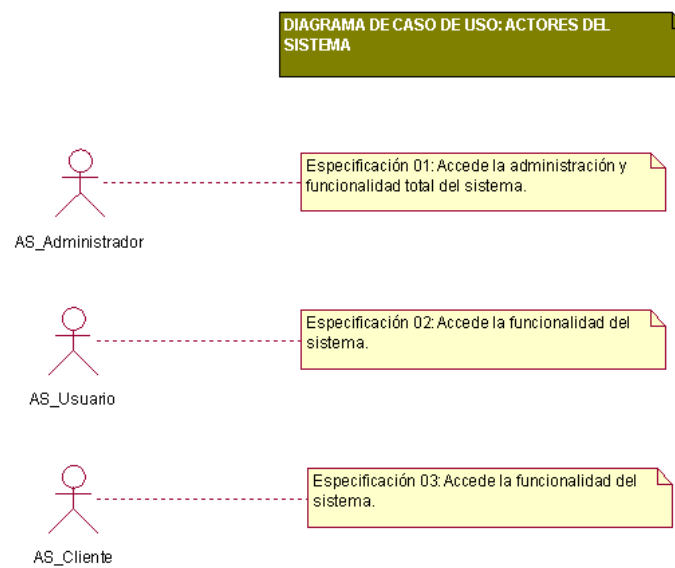 DIAGRAMA DE CASO DE USO: ACTORES DEL
SISTEMA
Especificación 01: Accede la administración y
funcionalidad total del sistema.
AS_Administrador
Especificación 02: Accede la funcionalidad del
sistema.
AS_Usuario
Especificación 03: Accede la funcionalidad del
sistema.
AS_Cliente